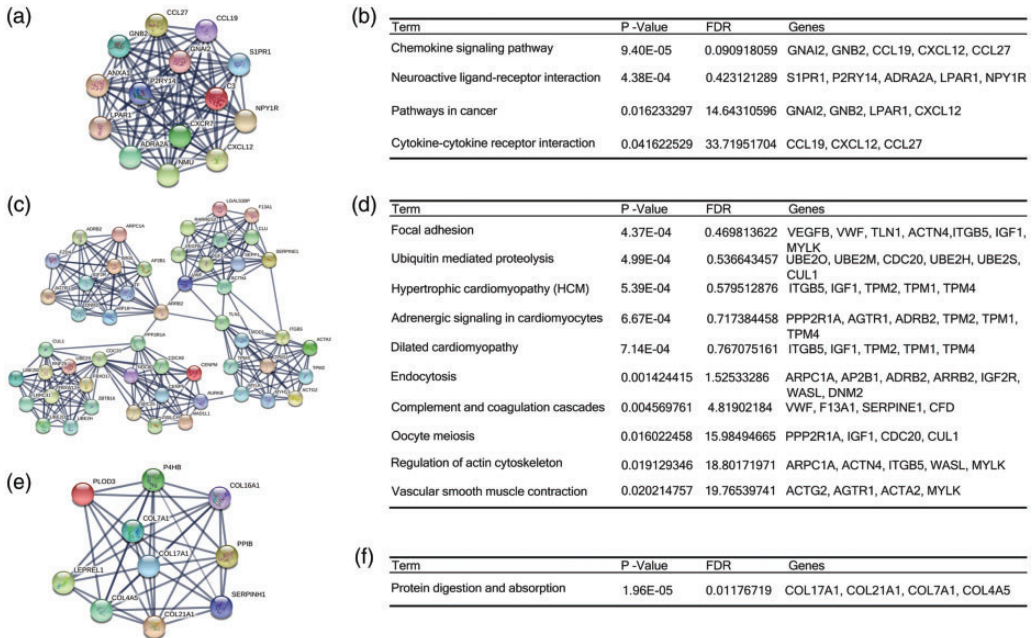 (a)
CCL27
CCL19
GNB2
GNAI2
S1PR1
ANXA1
P2RY14
C3
LPAR1
NPY1R
CXCR7
ADRA2A
CXCL12
NMU
(b)
Term P -Value FDR Genes
Chemokine signaling pathway 9.40E-05 0.090918059 GNAI2, GNB2, CCL19, CXCL12, CCL27
Neuroactive ligand-receptor interaction 4.38E-04 0.423121289 S1PR1, P2RY14, ADRA2A, LPAR1, NPY1R
Pathways in cancer 0.016233297 14.64310596 GNAI2, GNB2, LPAR1, CXCL12
Cytokine-cytokine receptor interaction 0.041622529 33.71951704 CCL19, CXCL12, CCL27
(c)
LGALS3BP
F13A1
ADRB2
ARPC1A
CLU
SERPINE1
AP2B1
ACTN4
ARRB2
TLN1
ITGB5
PPP2R1A
ACTA2
CUL1
CDC20
CENPM
TPM2
ACTG2
AURKB
ZBTB16
UBE2H
MAD1L1
(d)
Term P -Value FDR Genes
Focal adhesion 4.37E-04 0.469813622 VEGFB, VWF, TLN1, ACTN4,ITGB5, IGF1,
MYLK
Ubiquitin mediated proteolysis 4.99E-04 0.536643457 UBE2O, UBE2M, CDC20, UBE2H, UBE2S,
CUL1
Hypertrophic cardiomyopathy (HCM) 5.39E-04 0.579512876 ITGB5, IGF1, TPM2, TPM1, TPM4
Adrenergic signaling in cardiomyocytes 6.67E-04 0.717384458 PPP2R1A, AGTR1, ADRB2, TPM2, TPM1,
TPM4
Dilated cardiomyopathy 7.14E-04 0.767075161 ITGB5, IGF1, TPM2, TPM1, TPM4
Endocytosis 0.001424415 1.52533286 ARPC1A, AP2B1, ADRB2, ARRB2, IGF2R,
WASL, DNM2
Complement and coagulation cascades 0.004569761 4.81902184 VWF, F13A1, SERPINE1, CFD
Oocyte meiosis 0.016022458 15.98494665 PPP2R1A, IGF1, CDC20, CUL1
Regulation of actin cytoskeleton 0.019129346 18.80171971 ARPC1A, ACTN4, ITGB5, WASL, MYLK
Vascular smooth muscle contraction 0.020214757 19.76539741 ACTG2, AGTR1, ACTA2, MYLK
(e)
P4HB
PLOD3
COL16A1
COL7A1
PPIB
COL17A1
LEPREL1
COL4A5
SERPINH1
COL21A1
(f)
Term P -Value FDR Genes
Protein digestion and absorption 1.96E-05 0.01176719 COL17A1, COL21A1, COL7A1, COL4A5